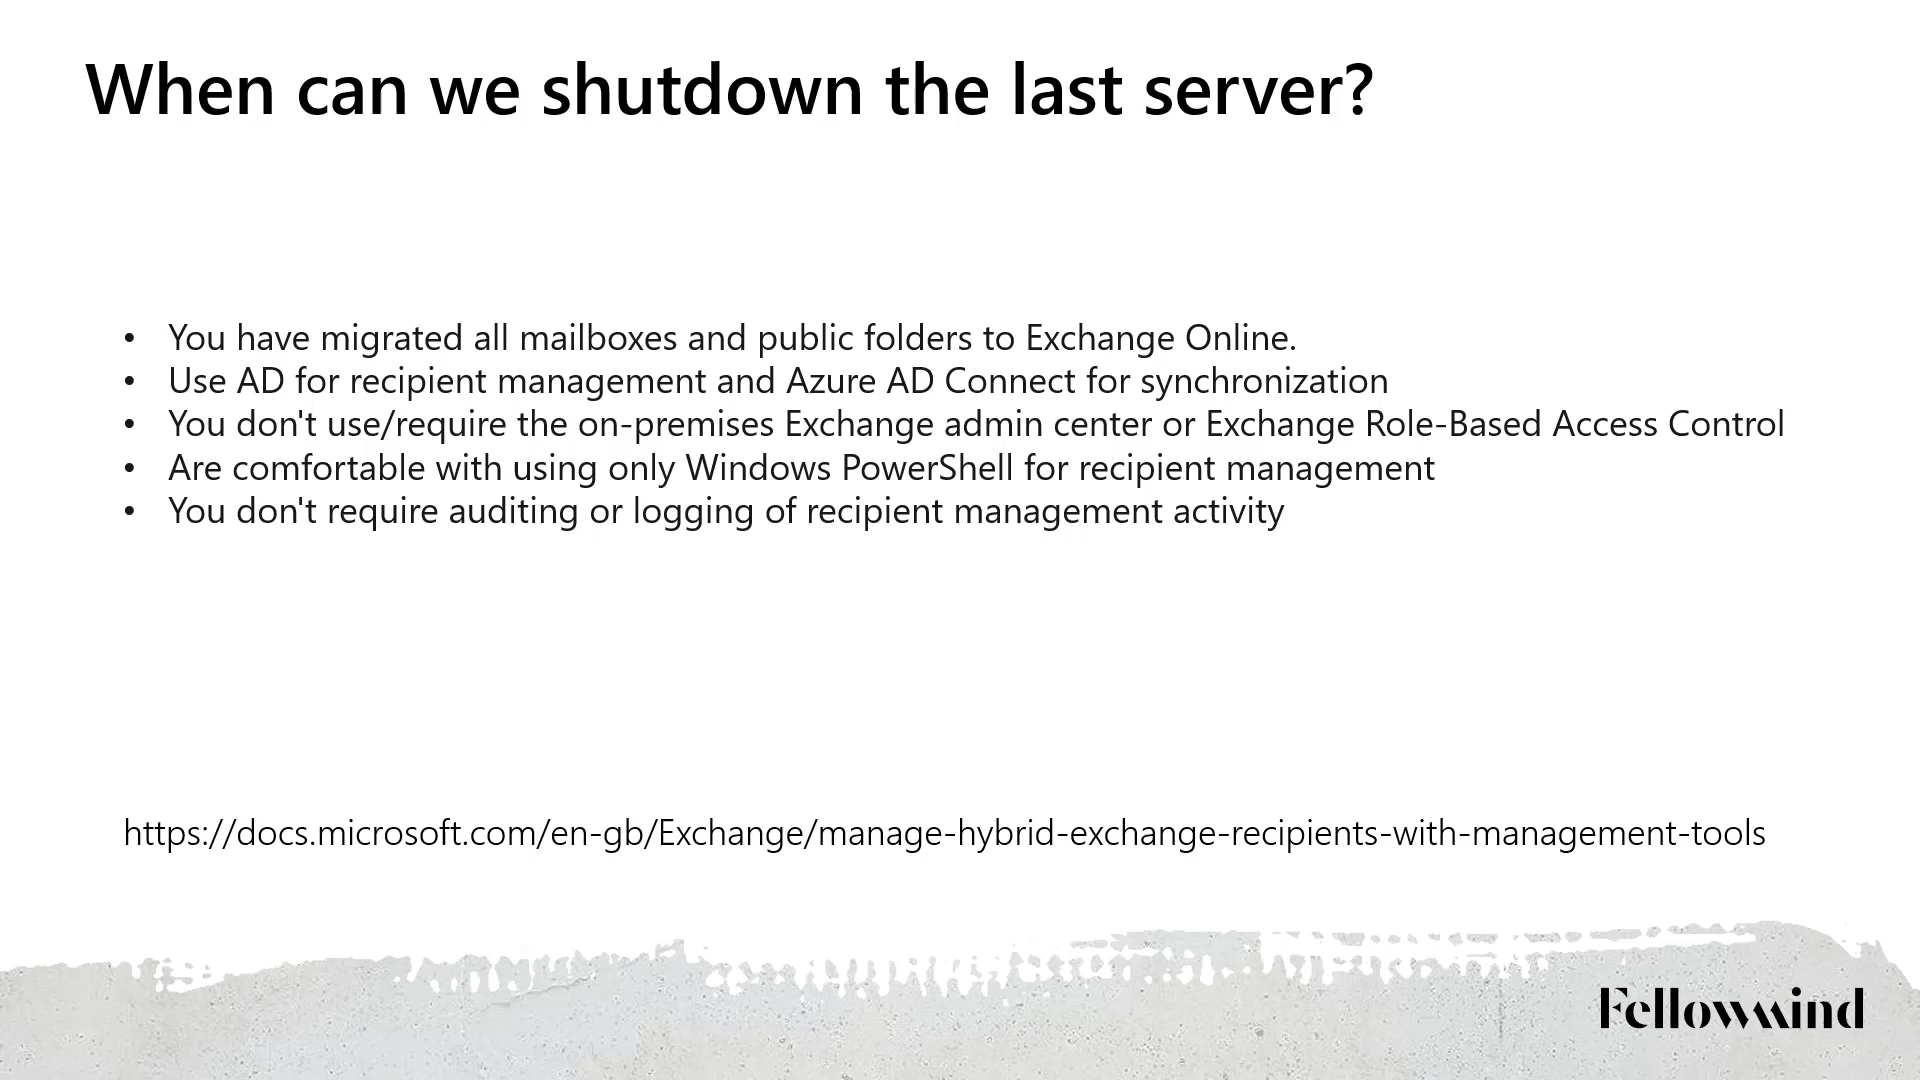 When can we shutdown the last server?
• You have migrated all mailboxes and public folders to Exchange Online.
• Use AD for recipient management and Azure AD Connect for synchronization
• You don't use/require the on-premises Exchange admin center or Exchange Role-Based Access Control
• Are comfortable with using only Windows PowerShell for recipient management
• You don't require auditing or logging of recipient management activity
https://docs.microsoft.com/en-gb/Exchange/manage-hybrid-exchange-recipients-with-management-tools
Fellowmind